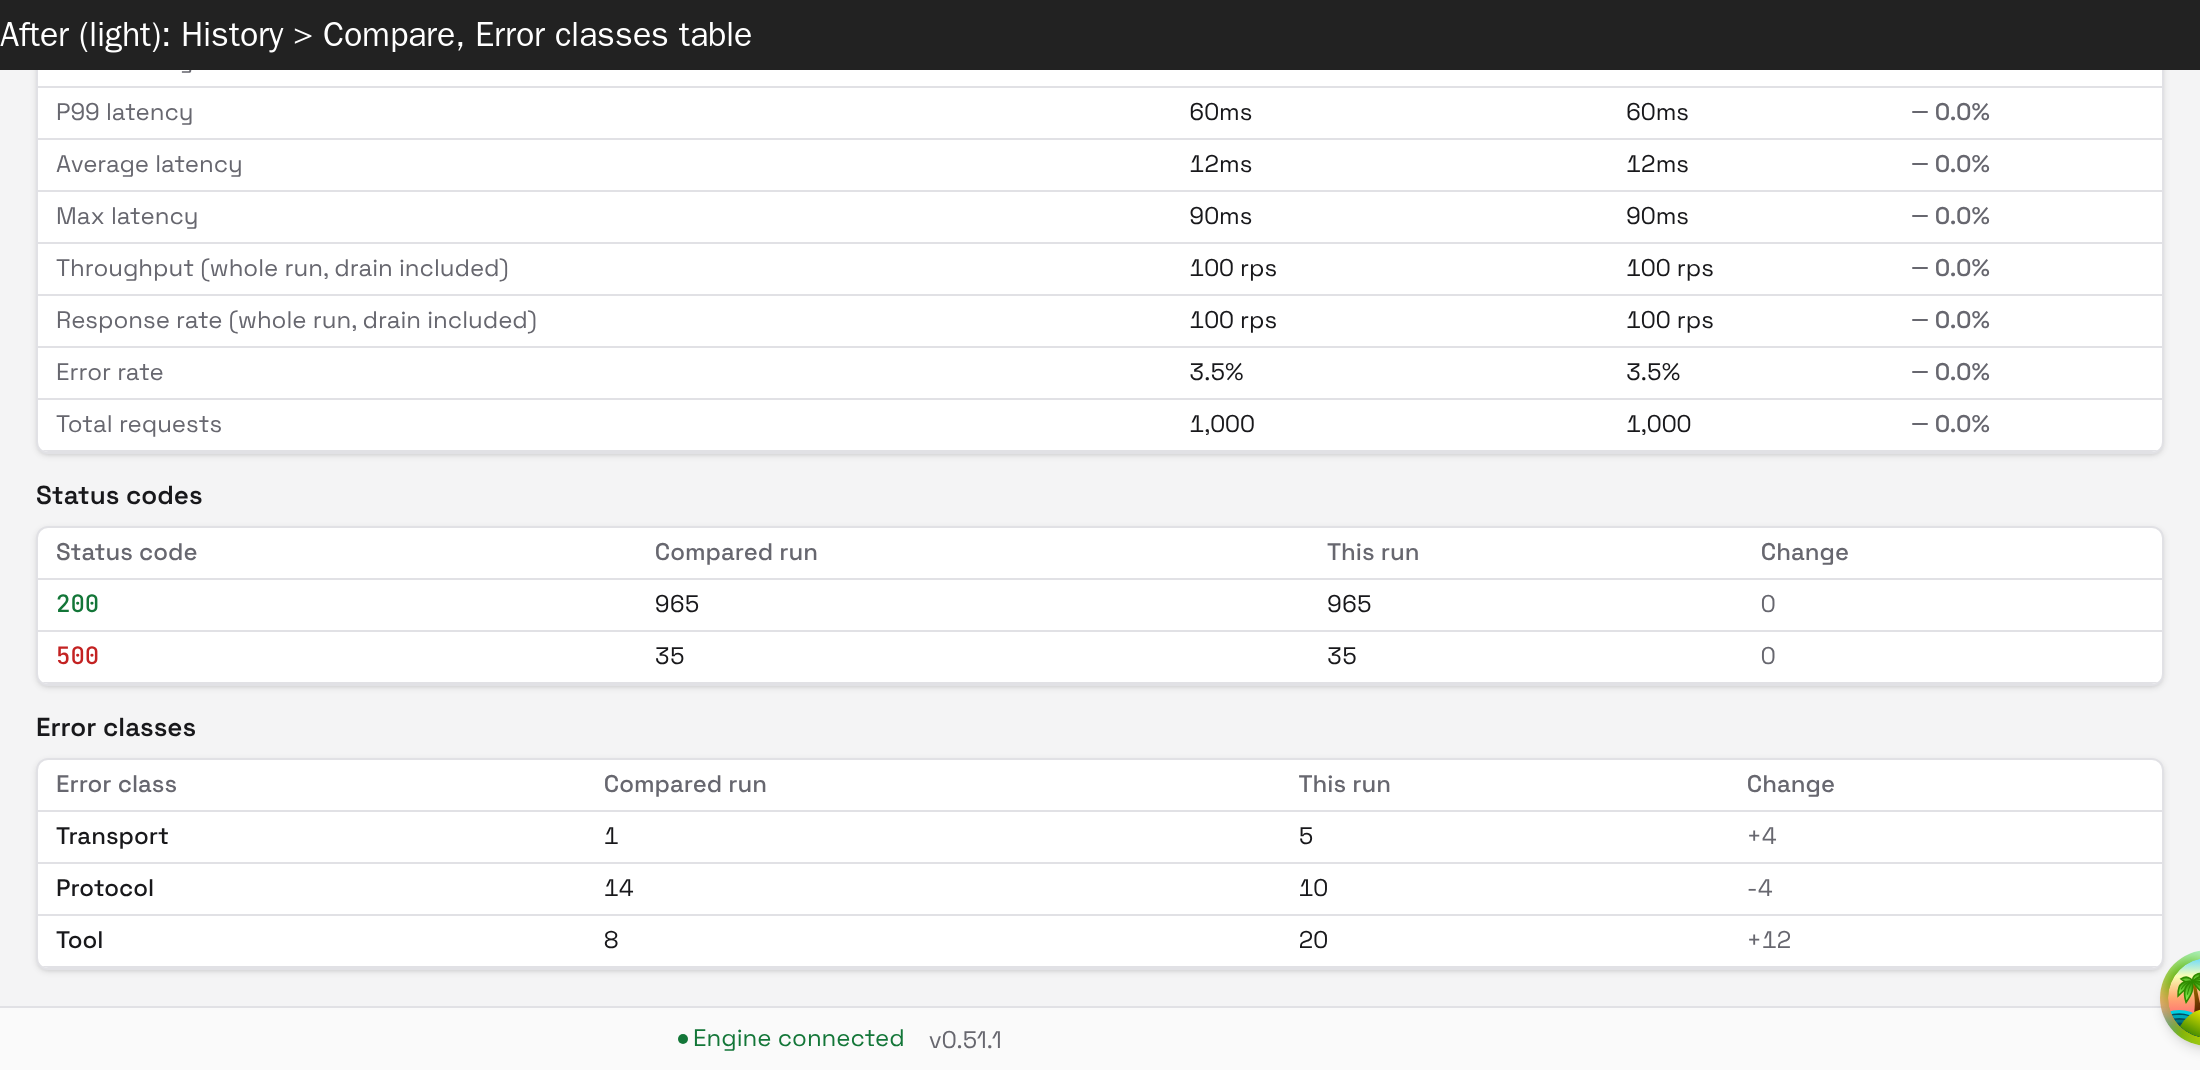 After (light): History > Compare, Error classes table
P99 latency 60ms 60ms — 0.0%
Average latency 12ms 12ms — 0.0%
Max latency 90ms 90ms — 0.0%
Throughput (whole run, drain included) 100 rps 100 rps — 0.0%
Response rate (whole run, drain included) 100 rps 100 rps — 0.0%
Error rate 3.5% 3.5% — 0.0%
Total requests 1,000 1,000 — 0.0%
Status codes
Status code Compared run This run Change
200 965 965 0
500 35 35 0
Error classes
Error class Compared run This run Change
Transport 1 5 +4
Protocol 14 10 -4
Tool 8 20 +12
Engine connected v0.51.1